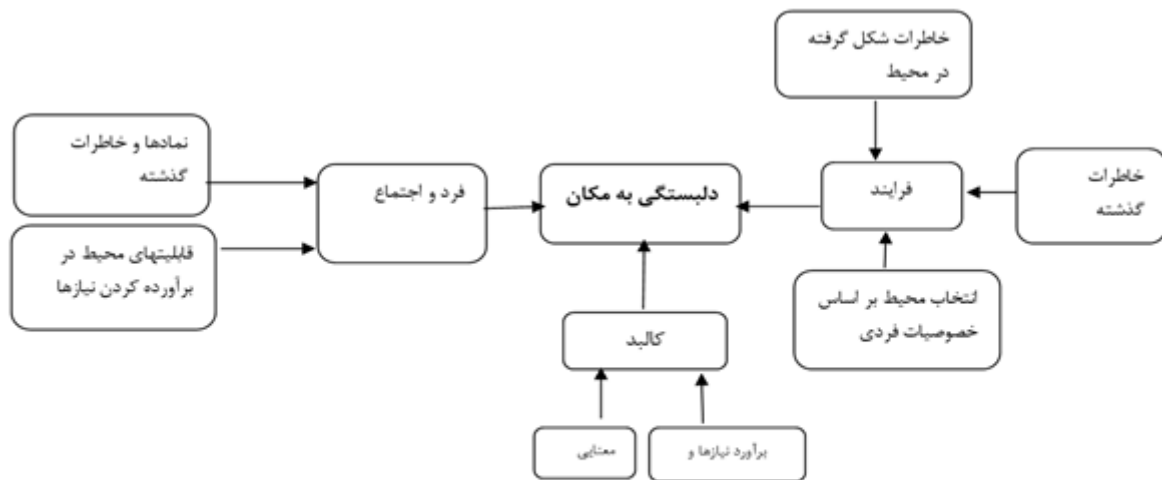 خاطرات شکل گرفته
در محیط
خاطرات
گذشته
فرایند
دلبستگی به مکان
فرد و اجتماع
نمادها و خاطرات
گذشته
قابلیتهای محیط در
برآورده کردن نیازها
انتخاب محیط بر اساس
خصوصیات فردی
کالبد
برآورد نیازها و
معنایی